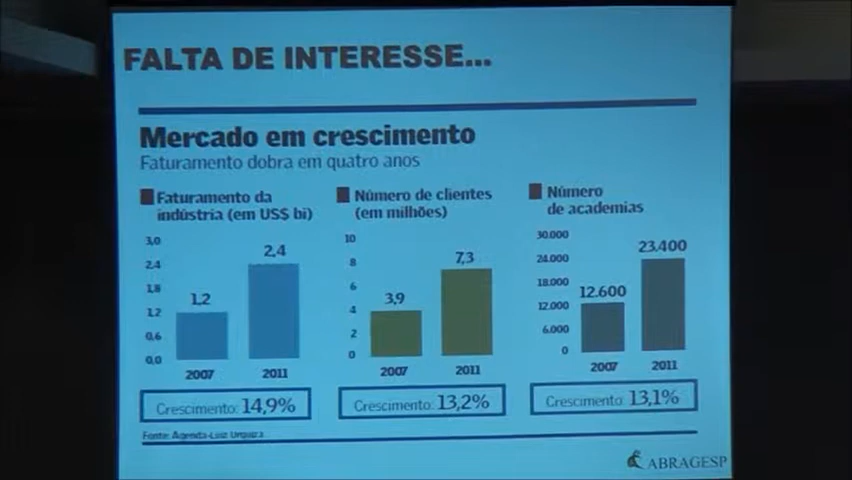 FALTA DE INTERESSE...
Mercado em crescimento
Faturamento dobra em quatro anos
Faturamento da
indústria (em US$ bi)
3,0
2,4
1,8
1,2
0,6
0,0
1,2
2,4
2007
2011
Crescimento: 14,9%
Número de clientes
(em milhões)
10
8
6
4
2
0
3,9
7,3
2007
2011
Crescimento: 13,2%
Número
de academias
30.000
24.000
18.000
12.000
6.000
0
12.600
23.400
2007
2011
Crescimento: 13,1%
Fonte: Agenda-Luiz Urquiza
ABRAGESP